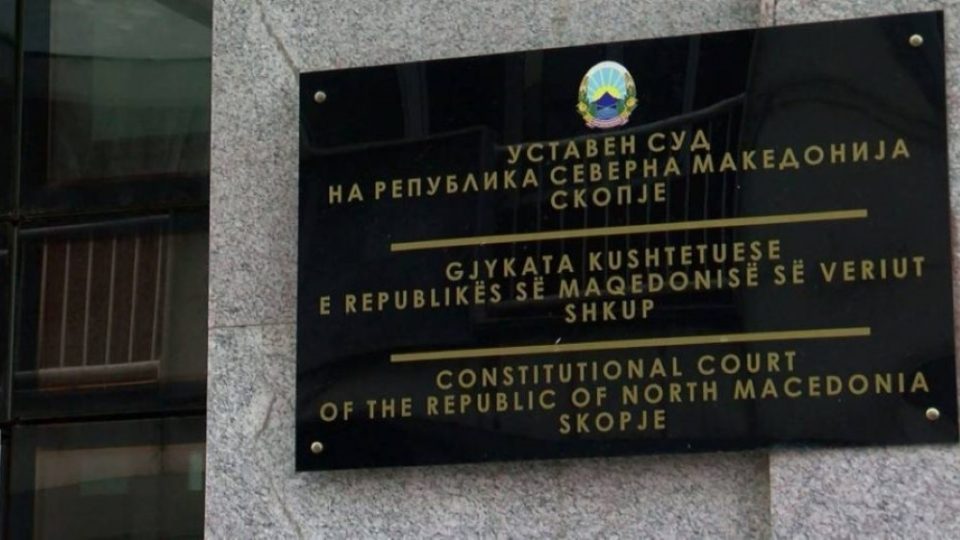 УСТАВЕН СУД
НА РЕПУБЛИКА СЕВЕРНА МАКЕДОНИЈА
СКОПЈЕ
GJYKATA KUSHTETUESE
E REPUBLIKËS SË MAQEDONISË SË VERIUT
SHKUP
CONSTITUTIONAL COURT
OF THE REPUBLIC OF NORTH MACEDONIA
SKOPJE